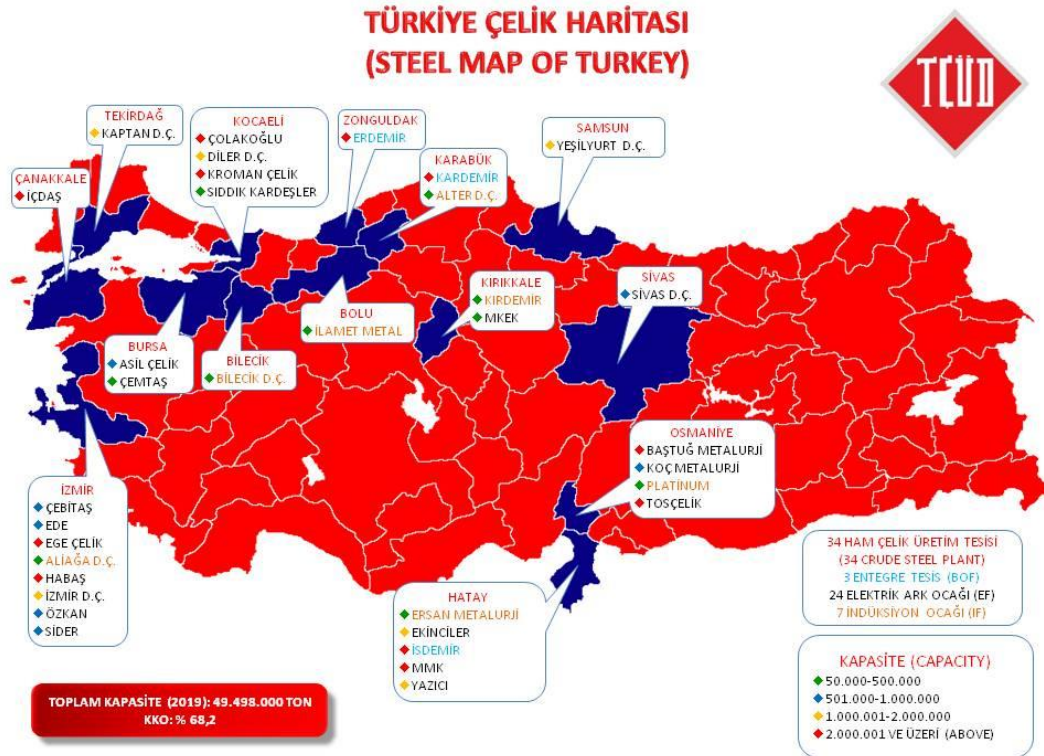 TÜRKİYE ÇELİK HARİTASI
(STEEL MAP OF TURKEY)
TÇÜD
TEKİRDAĞ
KAPTAN D.Ç.
KOCAELİ
ÇOLAKOĞLU
DİLER D.Ç.
KROMAN ÇELİK
SIDDIK KARDEŞLER
ZONGULDAK
ERDEMİR
SAMSUN
YEŞİLYURT D.Ç.
KARABÜK
KARDEMİR
ALTER D.Ç.
ÇANAKKALE
İÇDAŞ
KIRIKKALE
KIRDEMİR
MKEK
SİVAS
SİVAS D.Ç.
BOLU
İLAMET METAL
BURSA
ASİL ÇELİK
ÇEMTAŞ
BİLECİK
BİLECİK D.Ç.
OSMANİYE
BAŞTUĞ METALURJİ
KOÇ METALURJİ
PLATİNUM
TOSÇELİK
İZMİR
ÇEBİTAŞ
EDE
EGE ÇELİK
ALİAĞA D.Ç.
HABAŞ
İZMİR D.Ç.
ÖZKAN
SİDER
HATAY
ERSAN METALURJİ
EKİNCİLER
İSDEMİR
MMK
YAZICI
34 HAM ÇELİK ÜRETİM TESİSİ
(34 CRUDE STEEL PLANT)
3 ENTEGRE TESİS (BOF)
24 ELEKTRİK ARK OCAĞI (EF)
7 İNDÜKSİYON OCAĞI (IF)
KAPASİTE (CAPACITY)
50.000-500.000
501.000-1.000.000
1.000.001-2.000.000
2.000.001 VE ÜZERİ (ABOVE)
TOPLAM KAPASİTE (2019): 49.498.000 TON
KKO: % 68,2